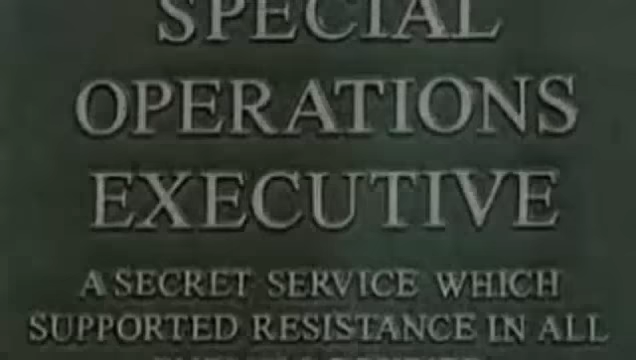 SPECIAL
OPERATIONS
EXECUTIVE
A SECRET SERVICE WHICH
SUPPORTED RESISTANCE IN ALL